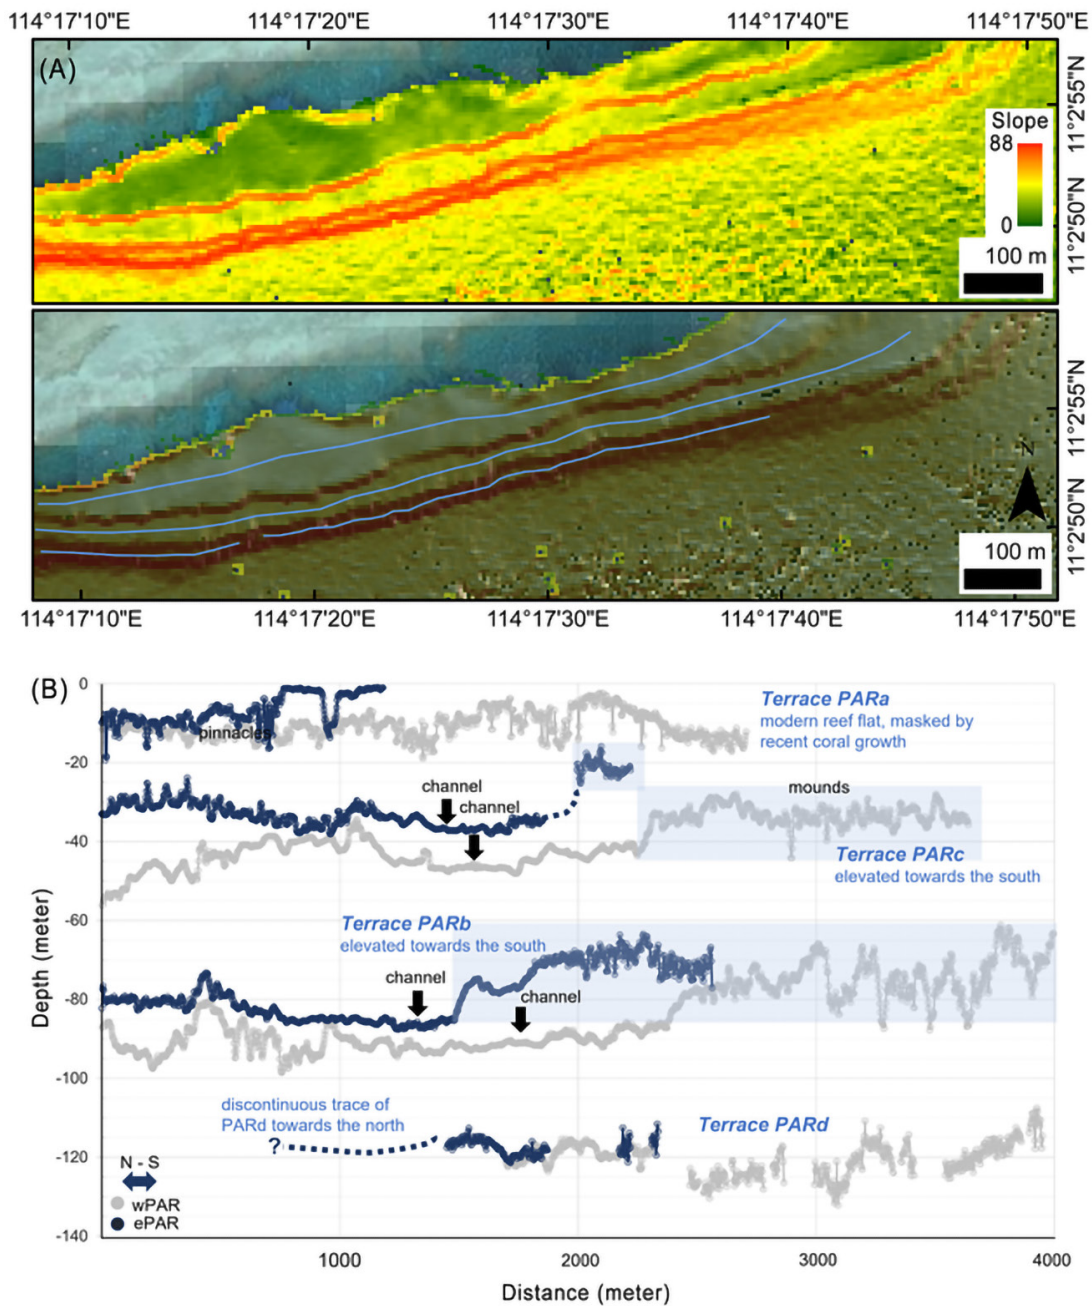 114°17'10"E 114°17'20"E 114°17'30"E 114°17'40"E 114°17'50"E
(A)
11°2'55"N
Slope
88
0
11°2'50"N
100 m
11°2'55"N
N
11°2'50"N
100 m
114°17'10"E 114°17'20"E 114°17'30"E 114°17'40"E 114°17'50"E
(B)
0
-20
-40
-60
-80
-100
-120
-140
Depth (meter)
Terrace PARa
modern reef flat, masked by
recent coral growth
pinnacles
channel
channel
mounds
Terrace PARc
elevated towards the south
Terrace PARb
elevated towards the south
channel
channel
discontinuous trace of
PARd towards the north
?
Terrace PARd
N - S
wPAR
ePAR
1000 2000 3000 4000
Distance (meter)